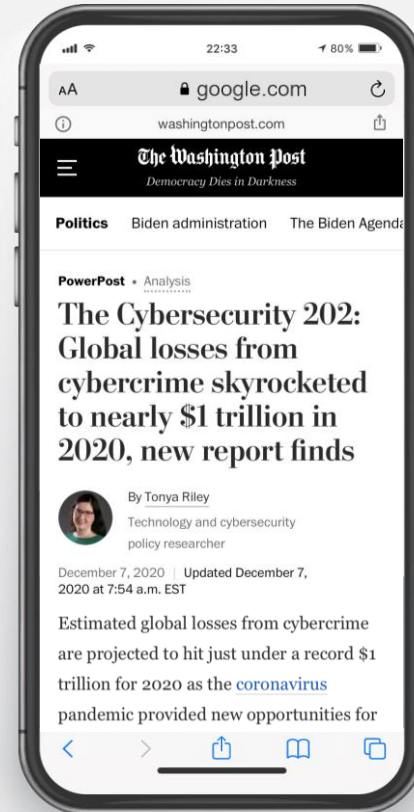 22:33 80%
AA google.com
washingtonpost.com
The Washington Post
Democracy Dies in Darkness
Politics Biden administration The Biden Agenda
PowerPost • Analysis
The Cybersecurity 202:
Global losses from
cybercrime skyrocketed
to nearly $1 trillion in
2020, new report finds
By Tonya Riley
Technology and cybersecurity
policy researcher
December 7, 2020 | Updated December 7,
2020 at 7:54 a.m. EST
Estimated global losses from cybercrime
are projected to hit just under a record $1
trillion for 2020 as the coronavirus
pandemic provided new opportunities for